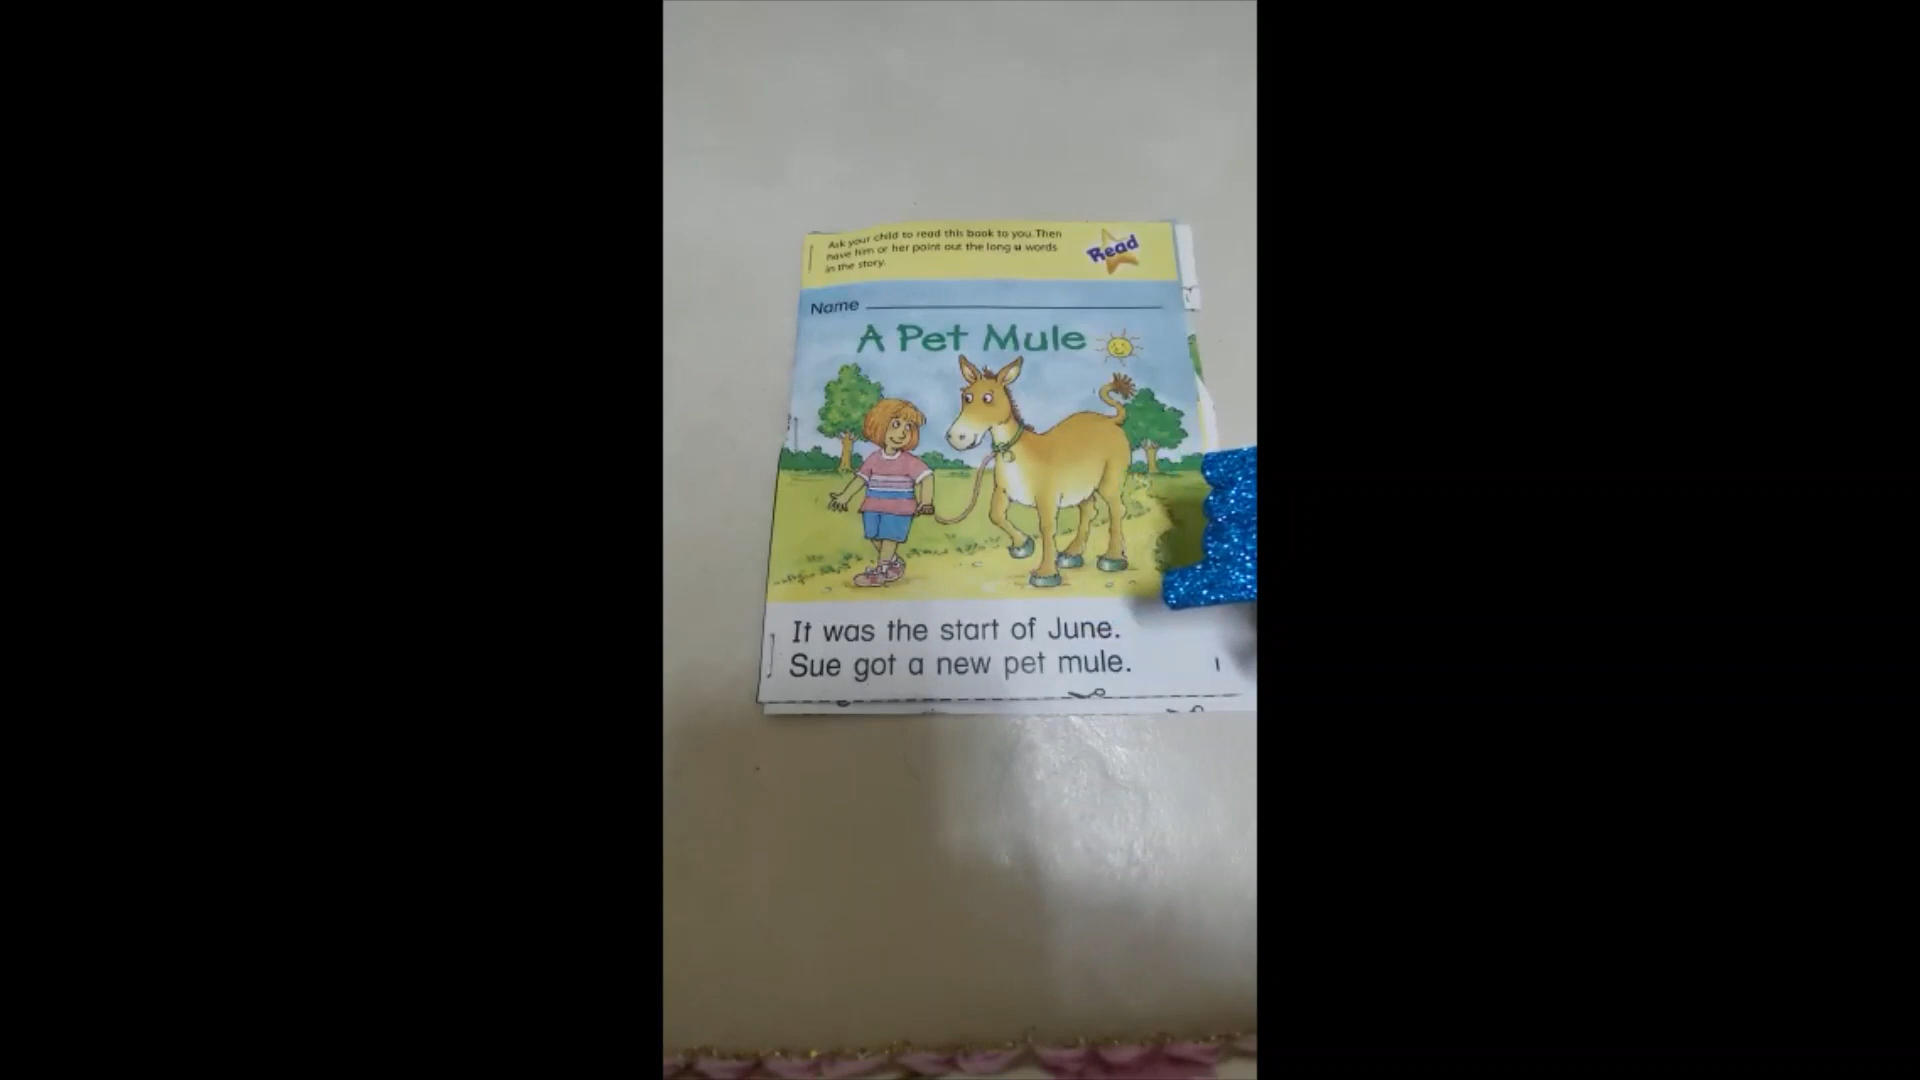 Ask your child to read this book to you. Then
have him or her point out the long u words
in the story.
Read
Name
A Pet Mule
It was the start of June.
Sue got a new pet mule.
1